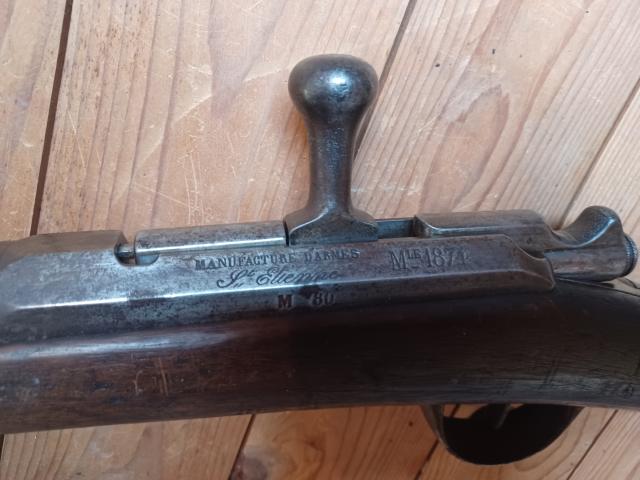 MANUFACTURE D'ARMES
St. Etienne
Mle 1874
M 80